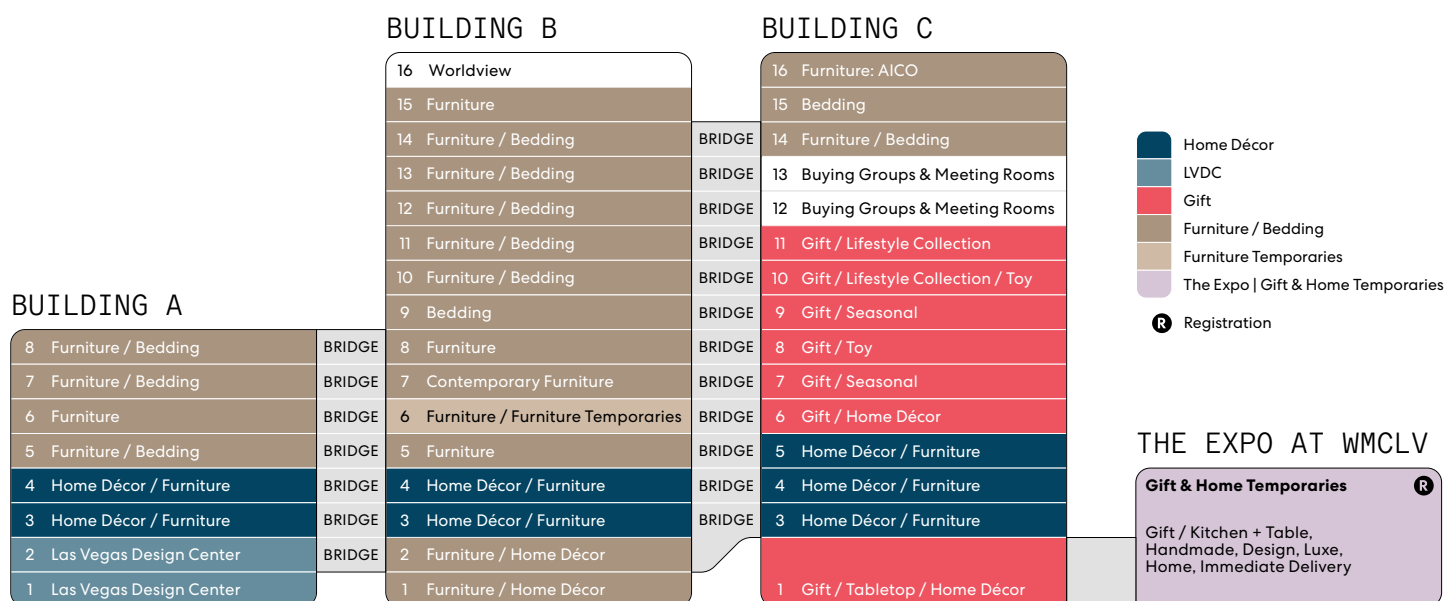 BUILDING A
8 Furniture / Bedding BRIDGE
7 Furniture / Bedding BRIDGE
6 Furniture BRIDGE
5 Furniture / Bedding BRIDGE
4 Home Décor / Furniture BRIDGE
3 Home Décor / Furniture BRIDGE
2 Las Vegas Design Center BRIDGE
1 Las Vegas Design Center
BUILDING B
16 Worldview
15 Furniture
14 Furniture / Bedding BRIDGE
13 Furniture / Bedding BRIDGE
12 Furniture / Bedding BRIDGE
11 Furniture / Bedding BRIDGE
10 Furniture / Bedding BRIDGE
9 Bedding BRIDGE
8 Furniture BRIDGE
7 Contemporary Furniture BRIDGE
6 Furniture / Furniture Temporaries BRIDGE
5 Furniture BRIDGE
4 Home Décor / Furniture BRIDGE
3 Home Décor / Furniture BRIDGE
2 Furniture / Home Décor
1 Furniture / Home Décor
BUILDING C
16 Furniture: AICO
15 Bedding
14 Furniture / Bedding
13 Buying Groups & Meeting Rooms
12 Buying Groups & Meeting Rooms
11 Gift / Lifestyle Collection
10 Gift / Lifestyle Collection / Toy
9 Gift / Seasonal
8 Gift / Toy
7 Gift / Seasonal
6 Gift / Home Décor
5 Home Décor / Furniture
4 Home Décor / Furniture
3 Home Décor / Furniture
1 Gift / Tabletop / Home Décor
Home Décor
LVDC
Gift
Furniture / Bedding
Furniture Temporaries
The Expo | Gift & Home Temporaries
R Registration
THE EXPO AT WMCLV
Gift & Home Temporaries R
Gift / Kitchen + Table,
Handmade, Design, Luxe,
Home, Immediate Delivery